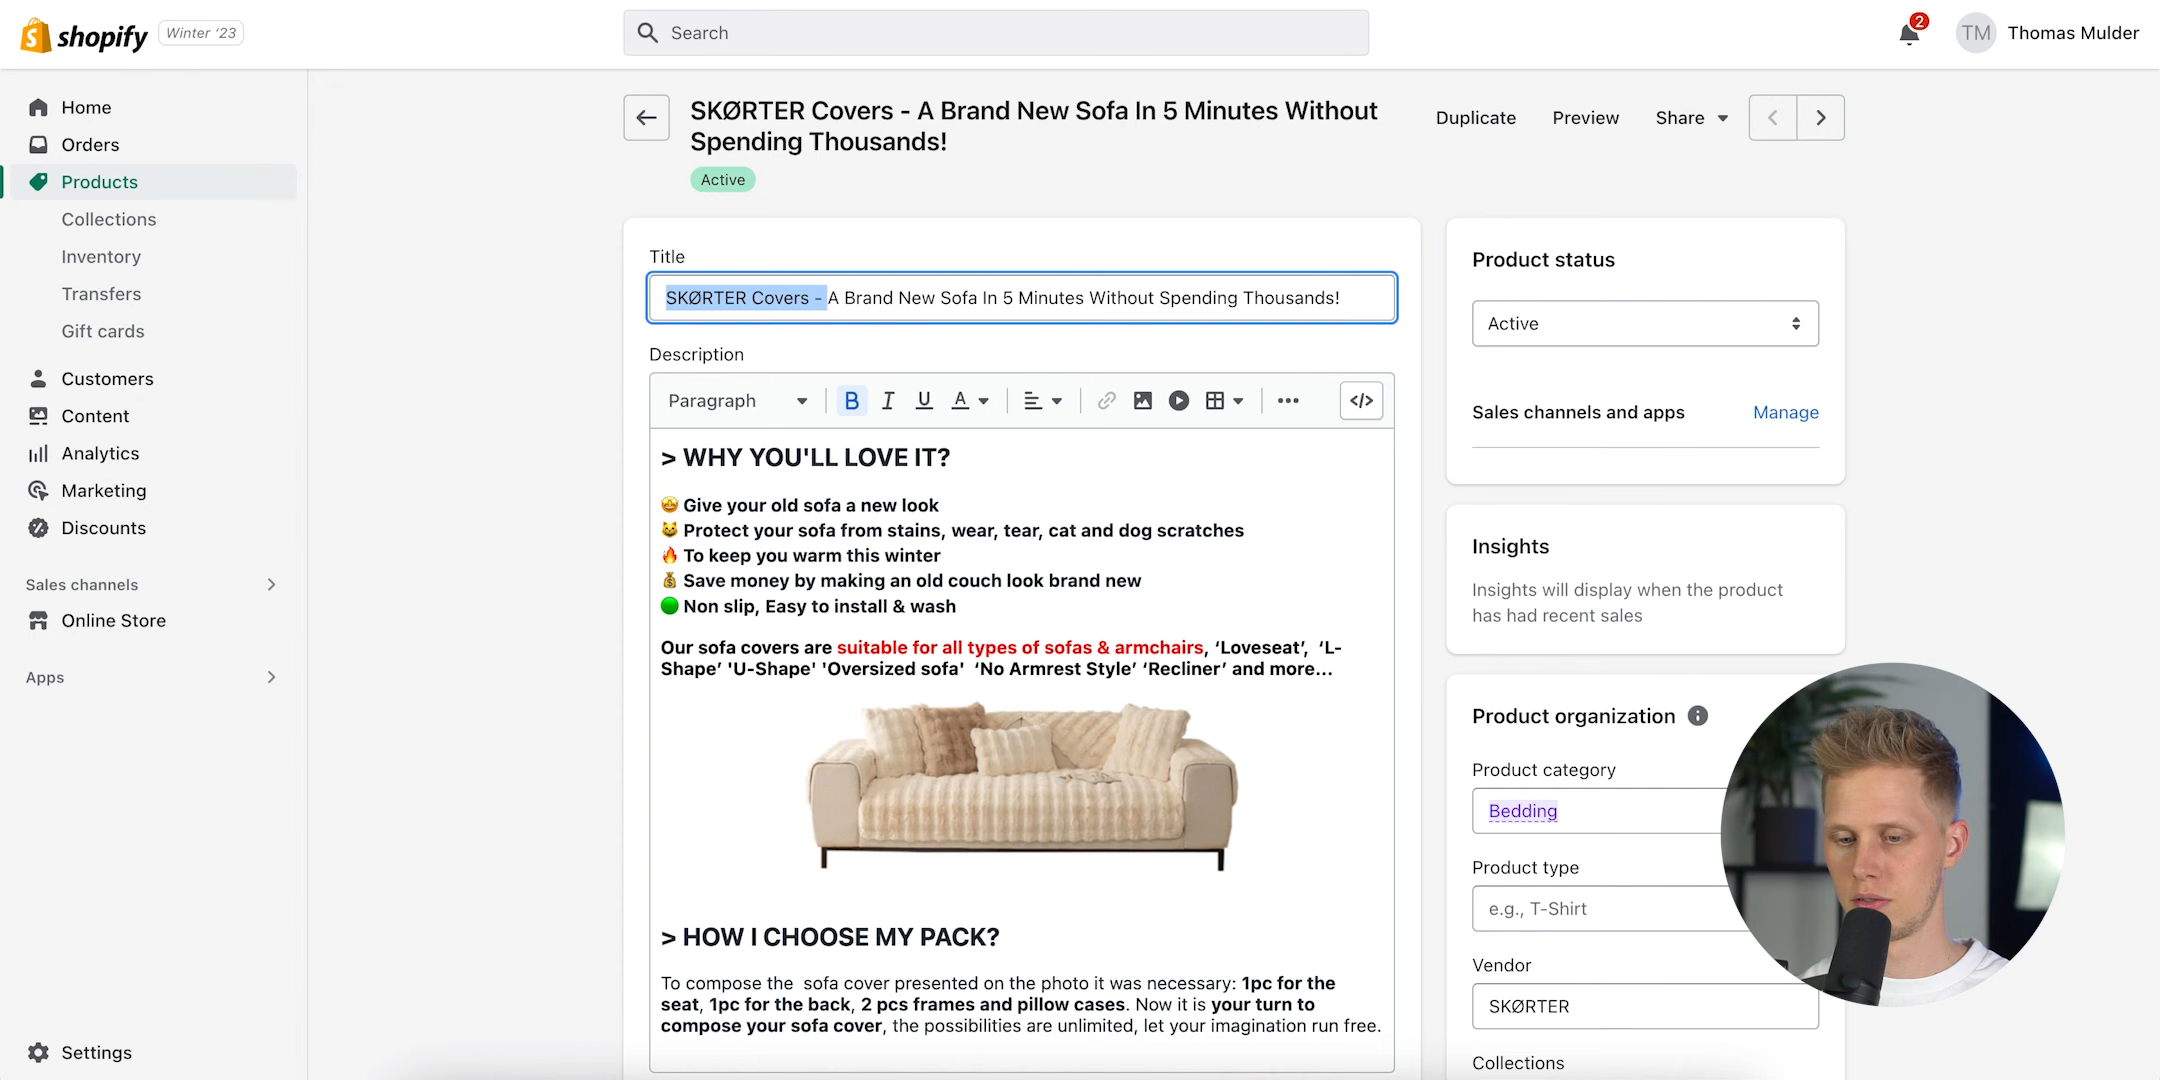 shopify
Winter ‘23
Search
2
TM
Thomas Mulder
Home
Orders
Products
Collections
Inventory
Transfers
Gift cards
Customers
Content
Analytics
Marketing
Discounts
Sales channels
Online Store
Apps
Settings
SKØRTER Covers - A Brand New Sofa In 5 Minutes Without
Spending Thousands!
Active
Duplicate
Preview
Share
Title
SKØRTER Covers - A Brand New Sofa In 5 Minutes Without Spending Thousands!
Description
Paragraph
B I U A
</>
> WHY YOU'LL LOVE IT?
🤩 Give your old sofa a new look
😺 Protect your sofa from stains, wear, tear, cat and dog scratches
🔥 To keep you warm this winter
💰 Save money by making an old couch look brand new
🟢 Non slip, Easy to install & wash
Our sofa covers are suitable for all types of sofas & armchairs, ‘Loveseat’, ‘L-
Shape’ 'U-Shape' 'Oversized sofa' ‘No Armrest Style’ ‘Recliner’ and more...
> HOW I CHOOSE MY PACK?
To compose the sofa cover presented on the photo it was necessary: 1pc for the
seat, 1pc for the back, 2 pcs frames and pillow cases. Now it is your turn to
compose your sofa cover, the possibilities are unlimited, let your imagination run free.
Product status
Active
Sales channels and apps
Manage
Insights
Insights will display when the product
has had recent sales
Product organization
Product category
Bedding
Product type
e.g., T-Shirt
Vendor
SKØRTER
Collections